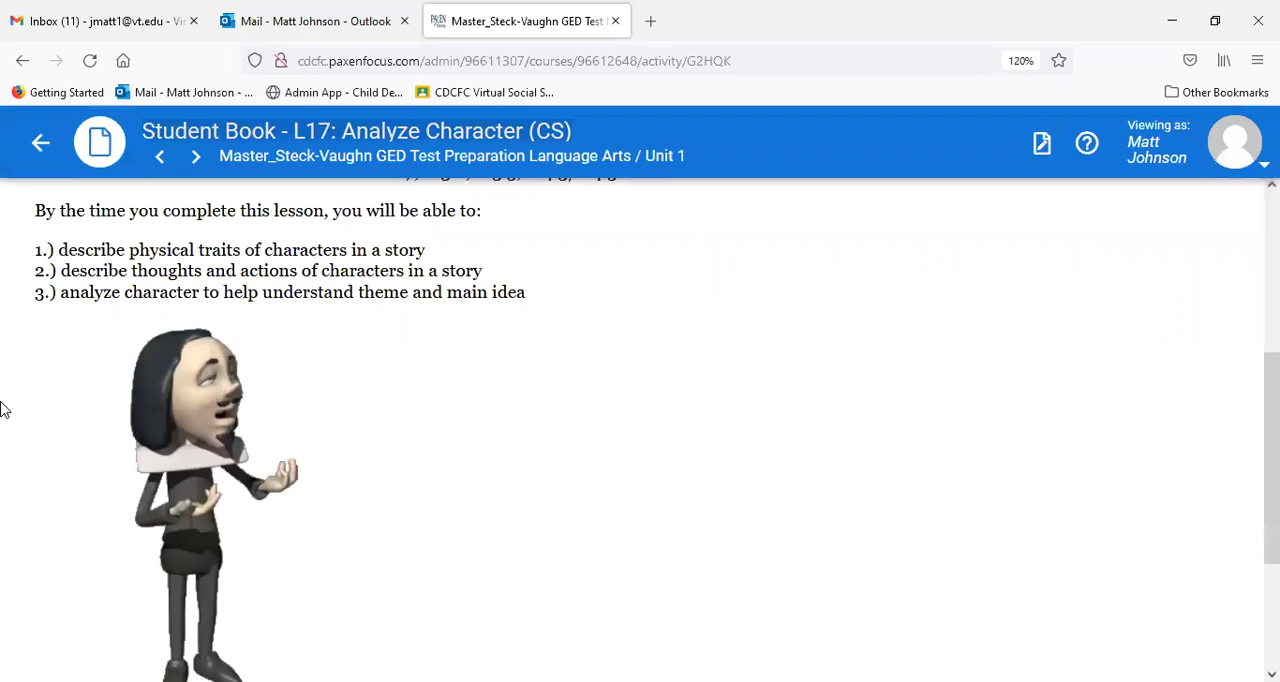 Inbox (11) - jmatt1@vt.edu - Vir
Mail - Matt Johnson - Outlook
Master_Steck-Vaughn GED Test
cdcfc.paxenfocus.com/admin/96611307/courses/96612648/activity/G2HQK
120%
Getting Started
Mail - Matt Johnson - ...
Admin App - Child De...
CDCFC Virtual Social S...
Other Bookmarks
Student Book - L17: Analyze Character (CS)
Master_Steck-Vaughn GED Test Preparation Language Arts / Unit 1
Viewing as:
Matt
Johnson
By the time you complete this lesson, you will be able to:
1.) describe physical traits of characters in a story
2.) describe thoughts and actions of characters in a story
3.) analyze character to help understand theme and main idea